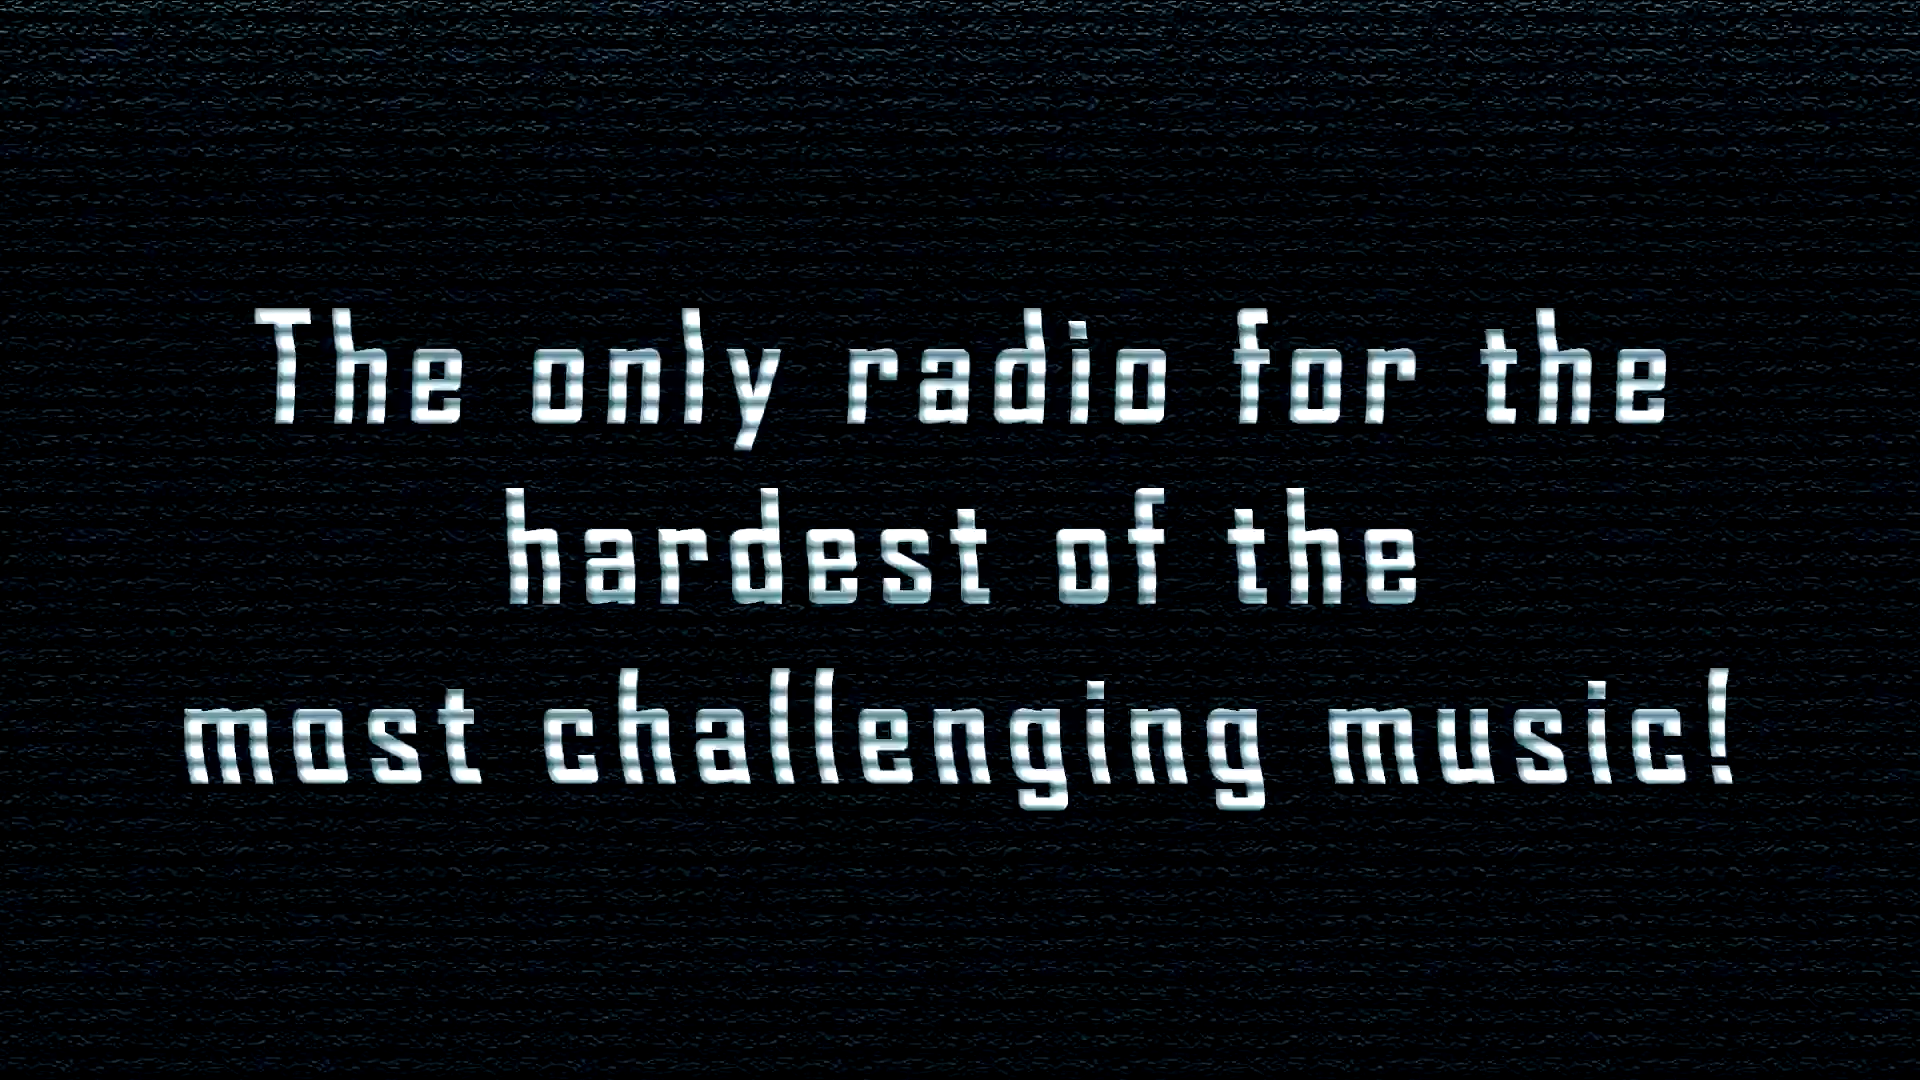 The only radio for the
hardest of the
most challenging music!